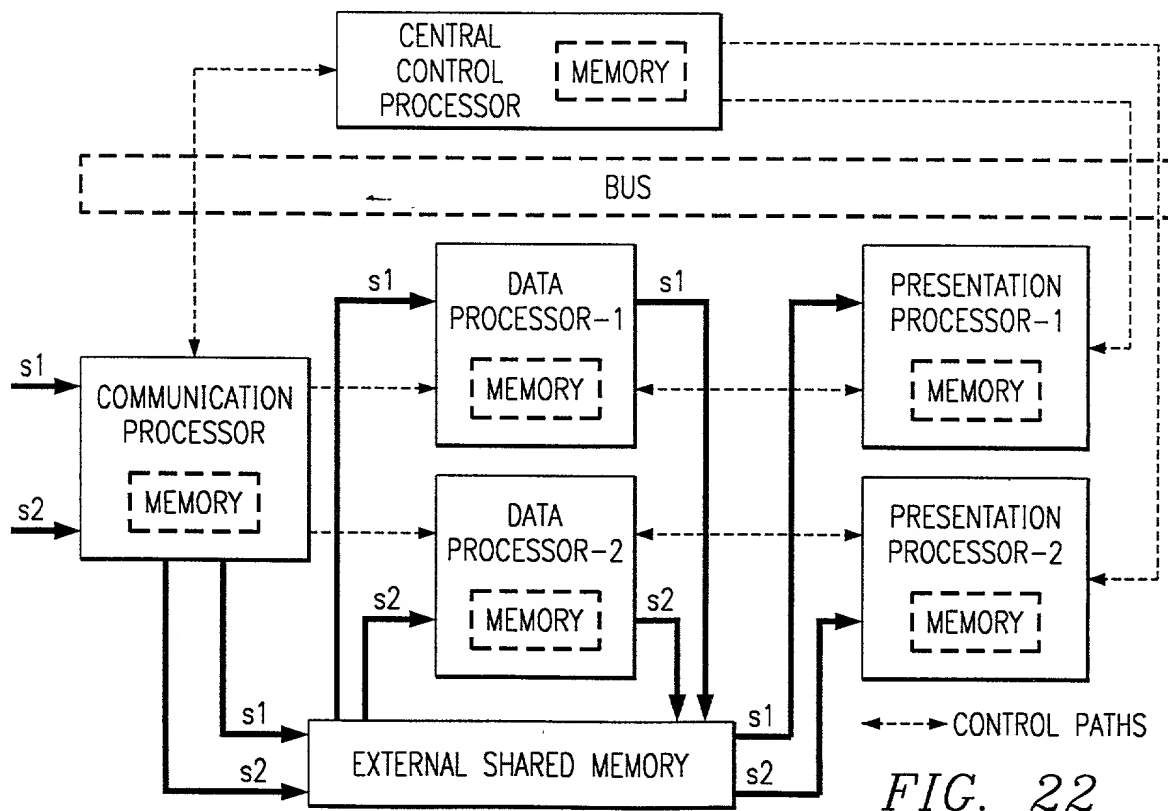 CENTRAL
CONTROL
PROCESSOR
MEMORY
BUS
s1
DATA
PROCESSOR-1
MEMORY
s1
PRESENTATION
PROCESSOR-1
MEMORY
s1
COMMUNICATION
PROCESSOR
MEMORY
s2
DATA
PROCESSOR-2
MEMORY
s2
s2
PRESENTATION
PROCESSOR-2
MEMORY
s1
s2
EXTERNAL SHARED MEMORY
s1
s2
CONTROL PATHS
FIG. 22